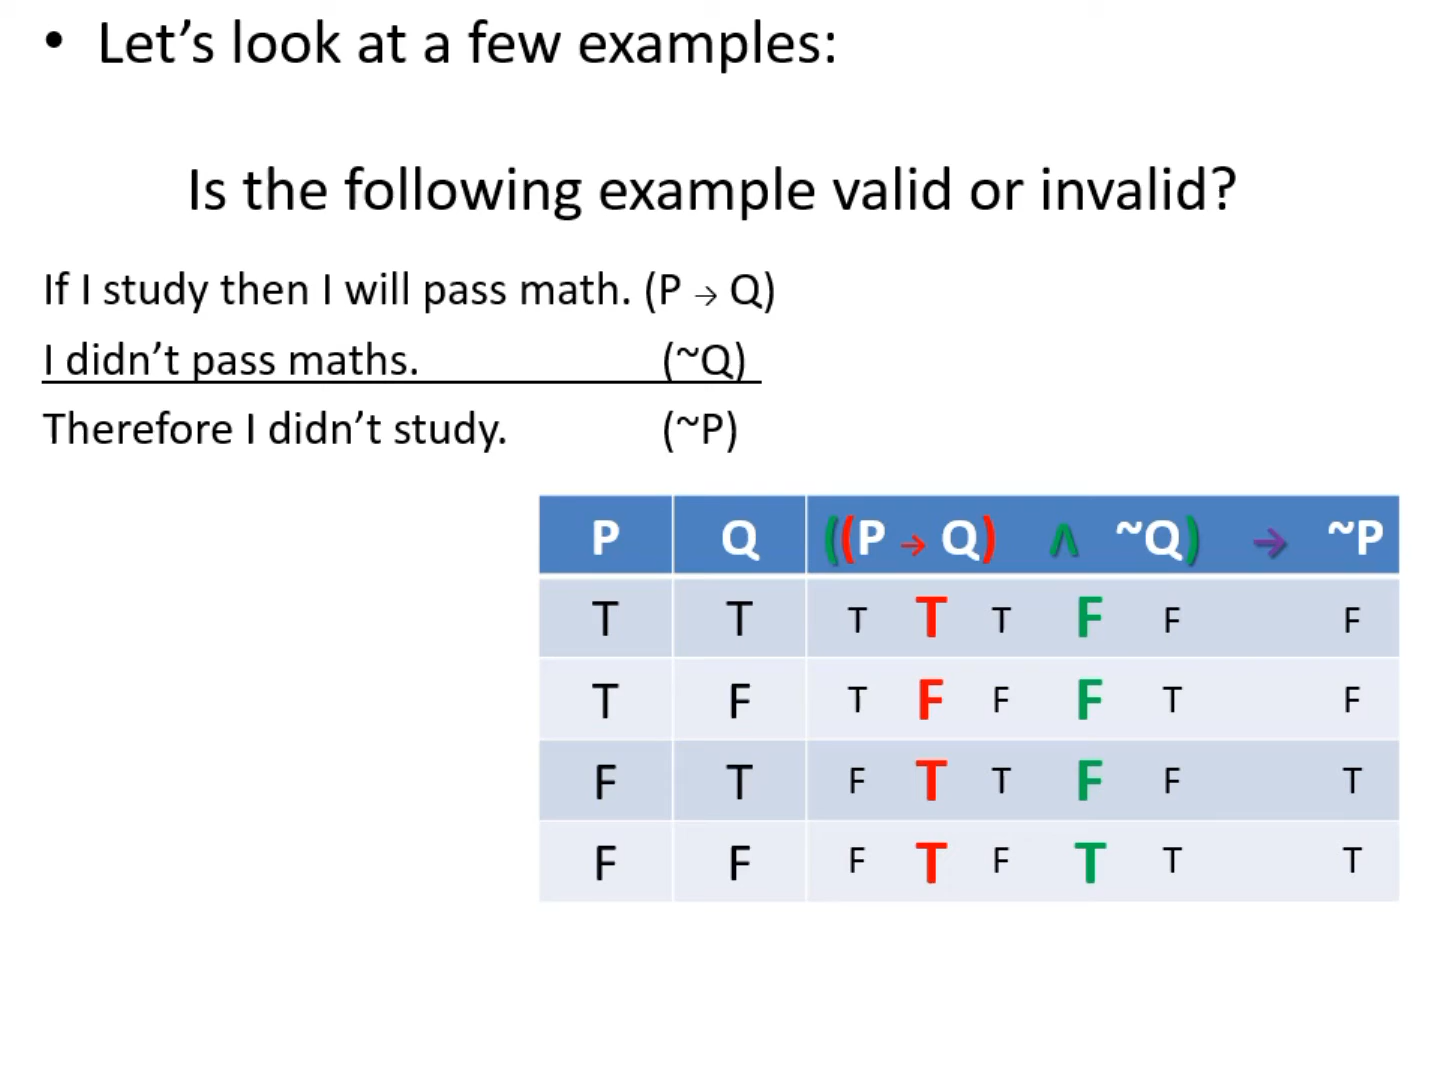 • Let’s look at a few examples:
Is the following example valid or invalid?
If I study then I will pass math. (P → Q)
I didn’t pass maths. (~Q)
Therefore I didn’t study. (~P)
P Q ((P → Q) ∧ ~Q) → ~P
T T T T T F F F
T F T F F F T F
F T F T T F F T
F F F T F T T T